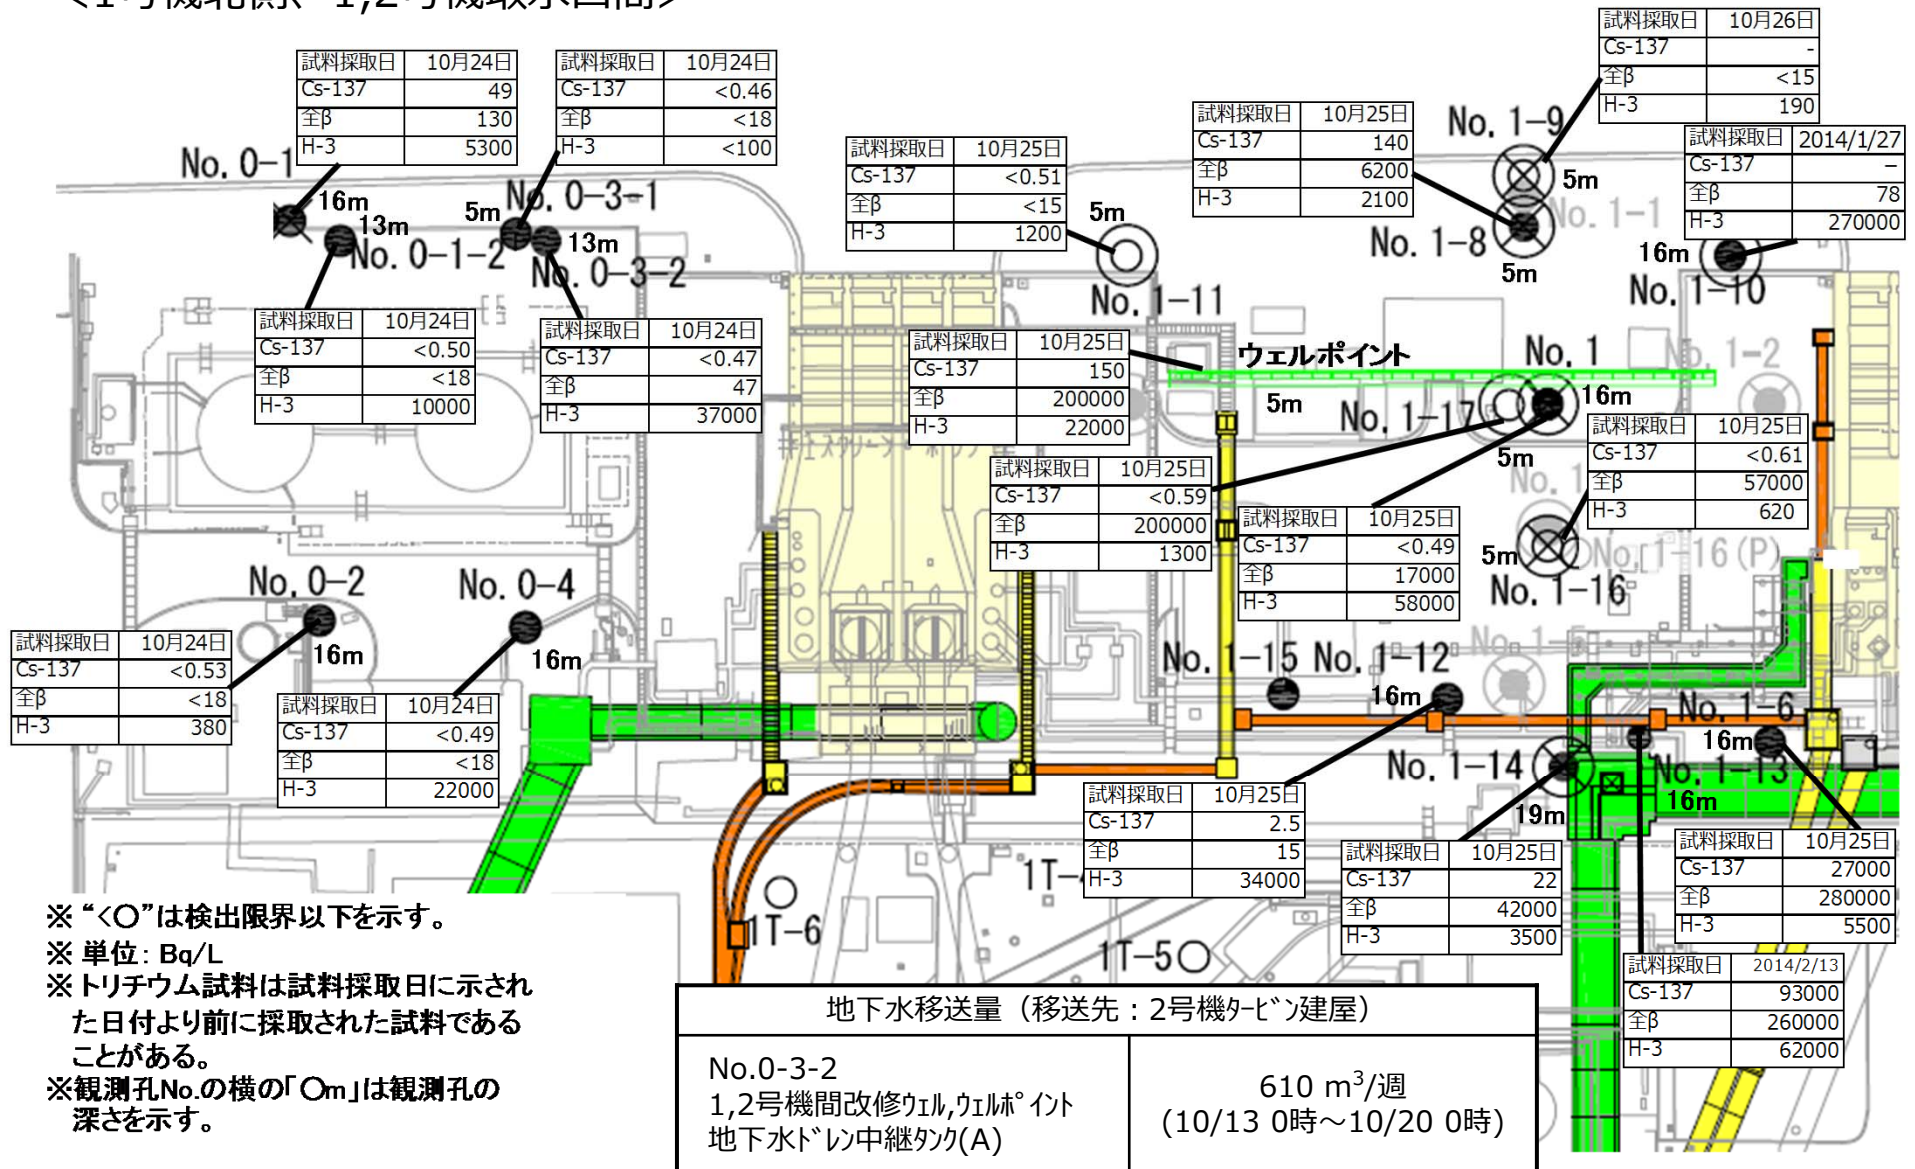 <1号機北側、1,2号機取水口間>
試料採取日 10月26日
Cs-137 -
全β <15
H-3 190
試料採取日 10月24日
Cs-137 49
全β 130
H-3 5300
試料採取日 10月24日
Cs-137 <0.46
全β <18
H-3 <100
試料採取日 10月25日
Cs-137 140
全β 6200
H-3 2100
試料採取日 2014/1/27
Cs-137 −
全β 78
H-3 270000
試料採取日 10月25日
Cs-137 <0.51
全β <15
H-3 1200
No. 0-1
16m
No. 0-1-2
13m
No. 0-3-1
5m
No. 0-3-2
13m
No. 1-11
5m
No. 1-9
5m
No. 1-1
No. 1-8
5m
No. 1-10
16m
試料採取日 10月24日
Cs-137 <0.50
全β <18
H-3 10000
試料採取日 10月24日
Cs-137 <0.47
全β 47
H-3 37000
試料採取日 10月25日
Cs-137 150
全β 200000
H-3 22000
ウェルポイント
5m
No. 1
16m
No. 1-2
No. 1-17
5m
試料採取日 10月25日
Cs-137 <0.61
全β 57000
H-3 620
試料採取日 10月25日
Cs-137 <0.59
全β 200000
H-3 1300
試料採取日 10月25日
Cs-137 <0.49
全β 17000
H-3 58000
5m
No. 1-16(P)
No. 1-16
No. 0-2
16m
No. 0-4
16m
No. 1-15
No. 1-12
16m
No. 1-5
No. 1-6
16m
No. 1-14
19m
No. 1-13
16m
試料採取日 10月24日
Cs-137 <0.53
全β <18
H-3 380
試料採取日 10月24日
Cs-137 <0.49
全β <18
H-3 22000
試料採取日 10月25日
Cs-137 2.5
全β 15
H-3 34000
試料採取日 10月25日
Cs-137 22
全β 42000
H-3 3500
試料採取日 10月25日
Cs-137 27000
全β 280000
H-3 5500
試料採取日 2014/2/13
Cs-137 93000
全β 260000
H-3 62000
1T-6
1T-5
※ “<○”は検出限界以下を示す。
※ 単位: Bq/L
※ トリチウム試料は試料採取日に示され
た日付より前に採取された試料である
ことがある。
※観測孔No.の横の「○m」は観測孔の
深さを示す。
地下水移送量（移送先：2号機ﾀｰﾋﾞﾝ建屋）
No.0-3-2
1,2号機間改修ｳｪﾙ,ｳｪﾙﾎﾟｲﾝﾄ
地下水ﾄﾞﾚﾝ中継ﾀﾝｸ(A)
610 m³/週
(10/13 0時～10/20 0時)